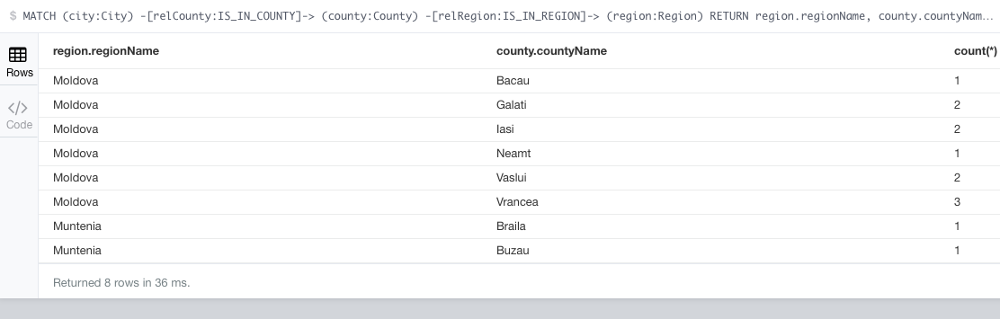 $ MATCH (city:City) -[relCounty:IS_IN_COUNTY]-> (county:County) -[relRegion:IS_IN_REGION]-> (region:Region) RETURN region.regionName, county.countyNam...
region.regionName county.countyName count(*)
Rows
Moldova Bacau 1
Moldova Galati 2
</> Code
Moldova Iasi 2
Moldova Neamt 1
Moldova Vaslui 2
Moldova Vrancea 3
Muntenia Braila 1
Muntenia Buzau 1
Returned 8 rows in 36 ms.